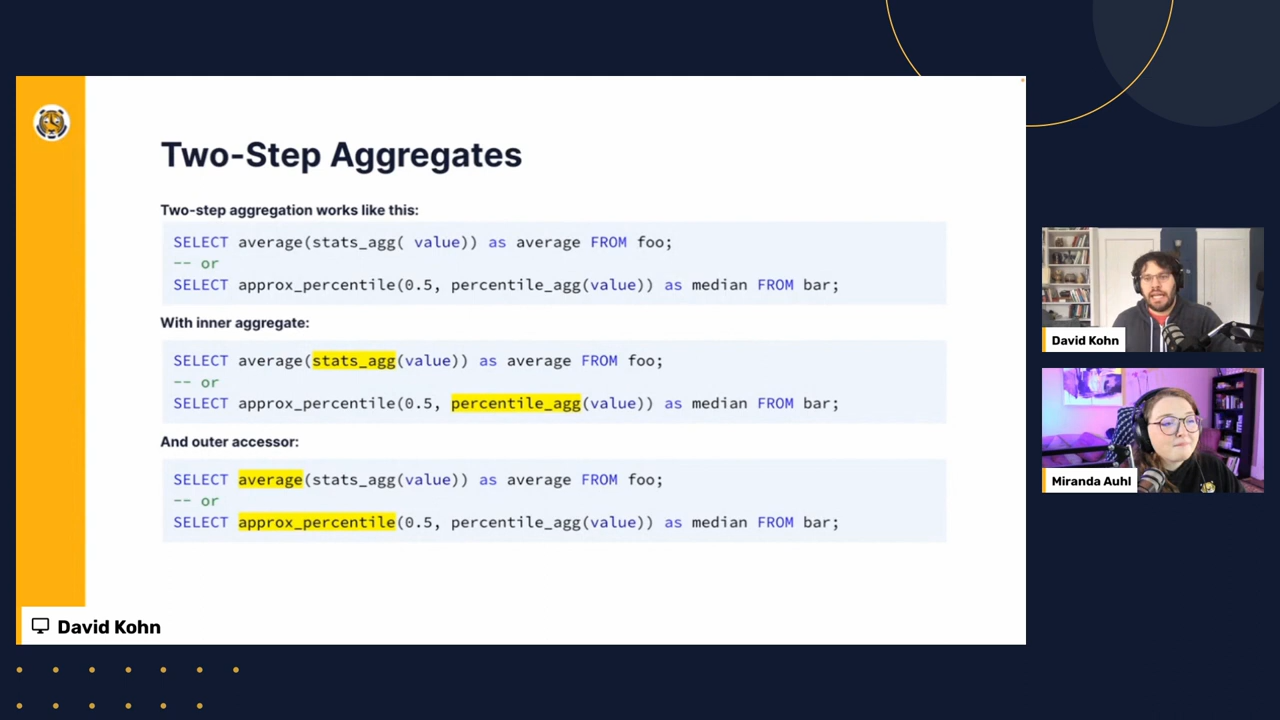 Two-Step Aggregates
Two-step aggregation works like this:
SELECT average(stats_agg( value)) as average FROM foo;
-- or
SELECT approx_percentile(0.5, percentile_agg(value)) as median FROM bar;
With inner aggregate:
SELECT average(stats_agg(value)) as average FROM foo;
-- or
SELECT approx_percentile(0.5, percentile_agg(value)) as median FROM bar;
And outer accessor:
SELECT average(stats_agg(value)) as average FROM foo;
-- or
SELECT approx_percentile(0.5, percentile_agg(value)) as median FROM bar;
David Kohn
David Kohn
Miranda Auhl